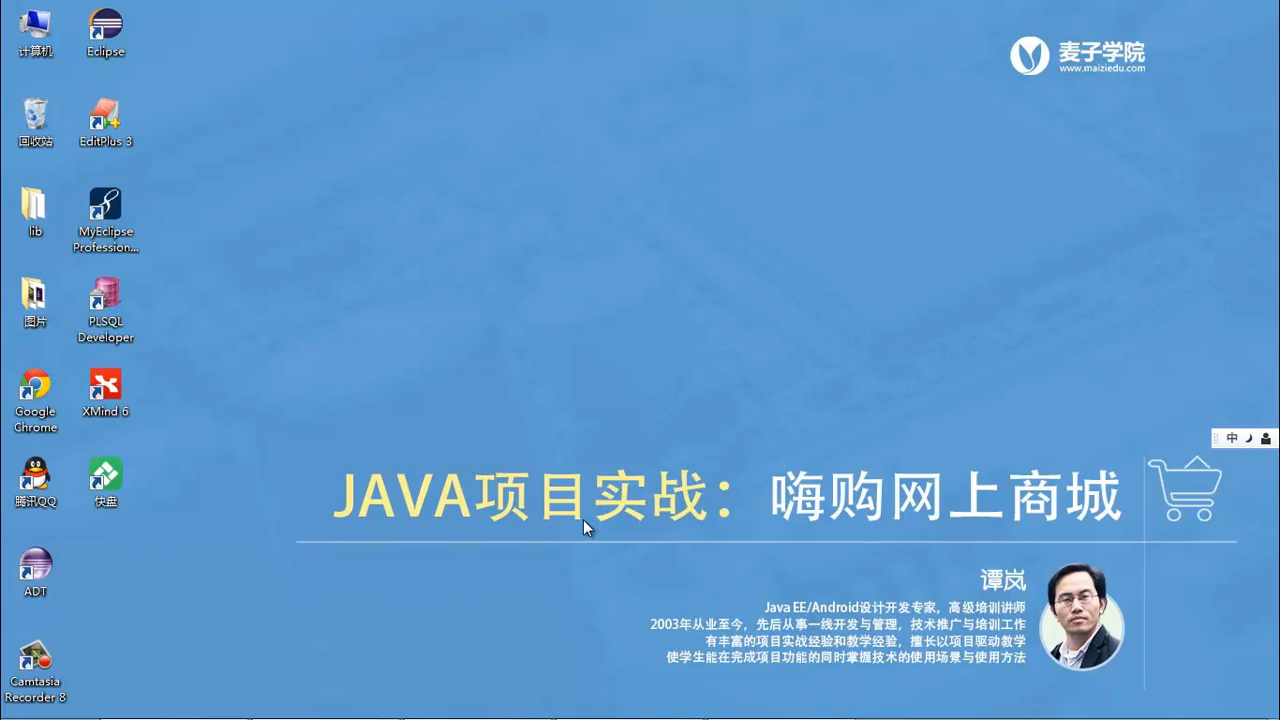 计算机
Eclipse
回收站
EditPlus 3
lib
MyEclipse
Profession...
图片
PLSQL
Developer
Google
Chrome
XMind 6
腾讯QQ
快盘
ADT
Camtasia
Recorder 8
麦子学院
www.maiziedu.com
中
JAVA项目实战：嗨购网上商城
谭岚
Java EE/Android设计开发专家，高级培训讲师
2003年从业至今，先后从事一线开发与管理，技术推广与培训工作
有丰富的项目实战经验和教学经验，擅长以项目驱动教学
使学生能在完成项目功能的同时掌握技术的使用场景与使用方法